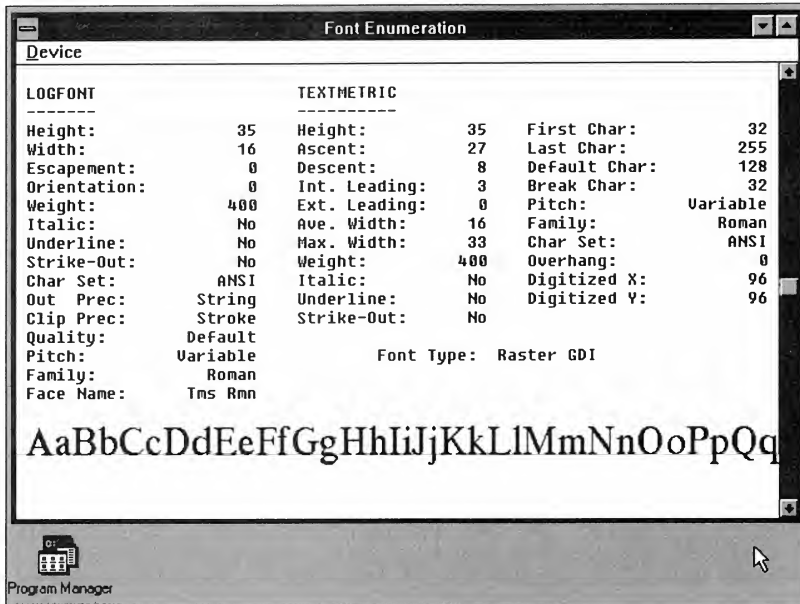 Font Enumeration
Device
LOGFONT TEXTMETRIC
------- ----------
Height: 35 Height: 35 First Char: 32
Width: 16 Ascent: 27 Last Char: 255
Escapement: 0 Descent: 8 Default Char: 128
Orientation: 0 Int. Leading: 3 Break Char: 32
Weight: 400 Ext. Leading: 0 Pitch: Variable
Italic: No Ave. Width: 16 Family: Roman
Underline: No Max. Width: 33 Char Set: ANSI
Strike-Out: No Weight: 400 Overhang: 0
Char Set: ANSI Italic: No Digitized X: 96
Out Prec: String Underline: No Digitized Y: 96
Clip Prec: Stroke Strike-Out: No
Quality: Default
Pitch: Variable Font Type: Raster GDI
Family: Roman
Face Name: Tms Rmn
AaBbCcDdEeFfGgHhIiJjKkLlMmNnOoPpQq
Program Manager